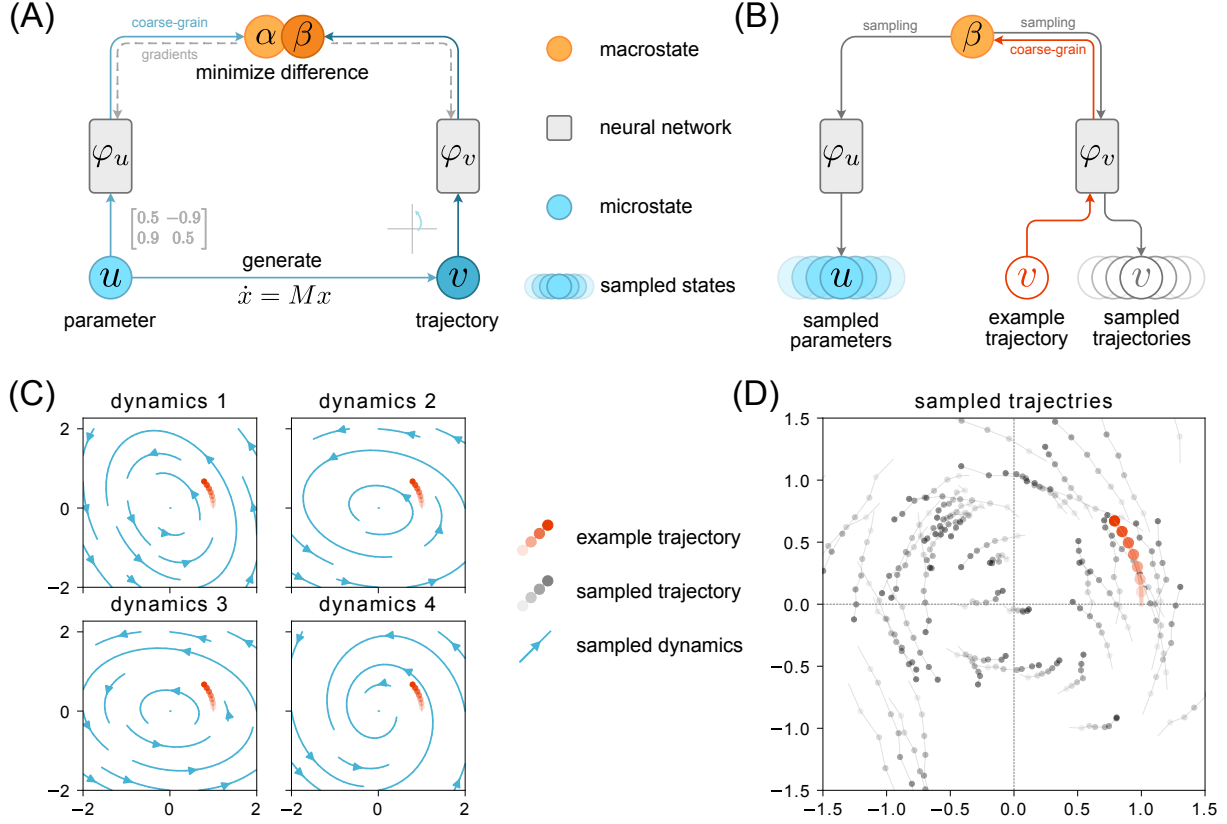 (A)
coarse-grain
α β
gradients
minimize difference
φu
φv
[0.5 −0.9
0.9 0.5]
u
generate
v
ẋ = Mx
parameter
trajectory
macrostate
neural network
microstate
sampled states
(B)
sampling
β
sampling
coarse-grain
φu
φv
u
v
v
sampled
parameters
example
trajectory
sampled
trajectories
(C)
dynamics 1
dynamics 2
2
0
−2
dynamics 3
dynamics 4
2
0
−2
−2 0 2
−2 0 2
example trajectory
sampled trajectory
sampled dynamics
(D)
sampled trajectries
1.5
1.0
0.5
0.0
−0.5
−1.0
−1.5
−1.5 −1.0 −0.5 0.0 0.5 1.0 1.5